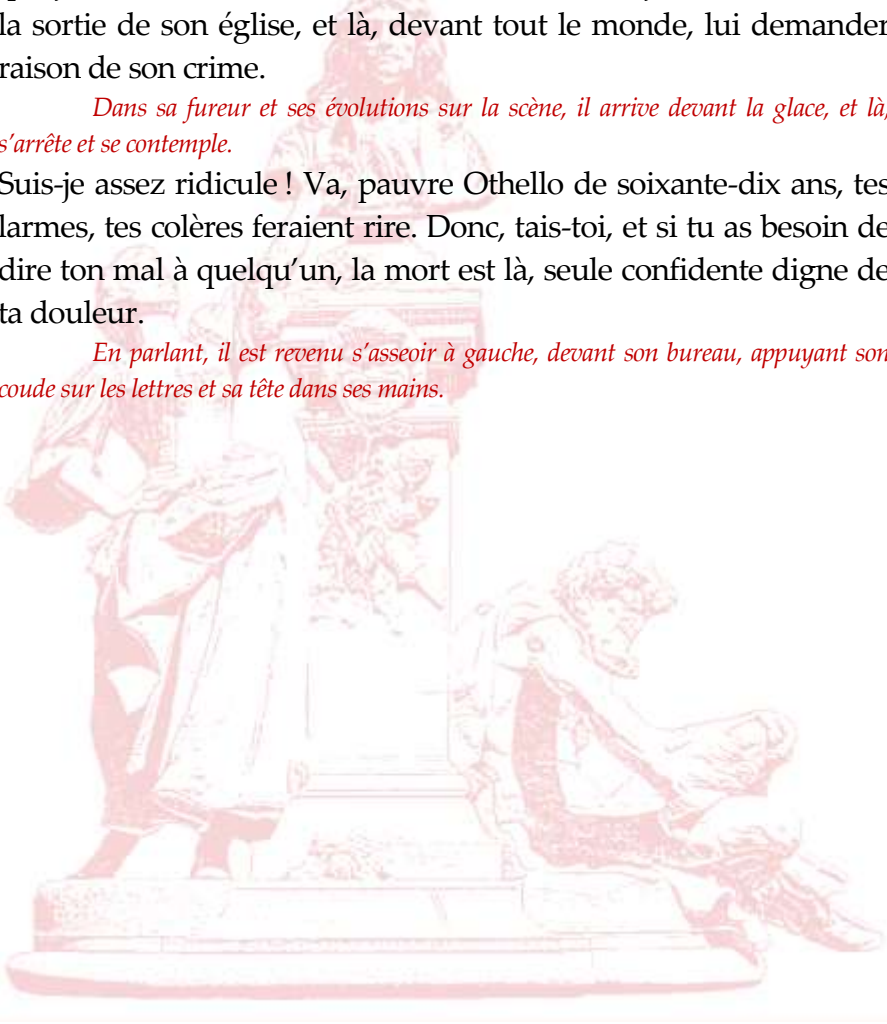 la sortie de son église, et là, devant tout le monde, lui demander
raison de son crime.
Dans sa fureur et ses évolutions sur la scène, il arrive devant la glace, et là,
s’arrête et se contemple.
Suis-je assez ridicule ! Va, pauvre Othello de soixante-dix ans, tes
larmes, tes colères feraient rire. Donc, tais-toi, et si tu as besoin de
dire ton mal à quelqu’un, la mort est là, seule confidente digne de
ta douleur.
En parlant, il est revenu s’asseoir à gauche, devant son bureau, appuyant son
coude sur les lettres et sa tête dans ses mains.